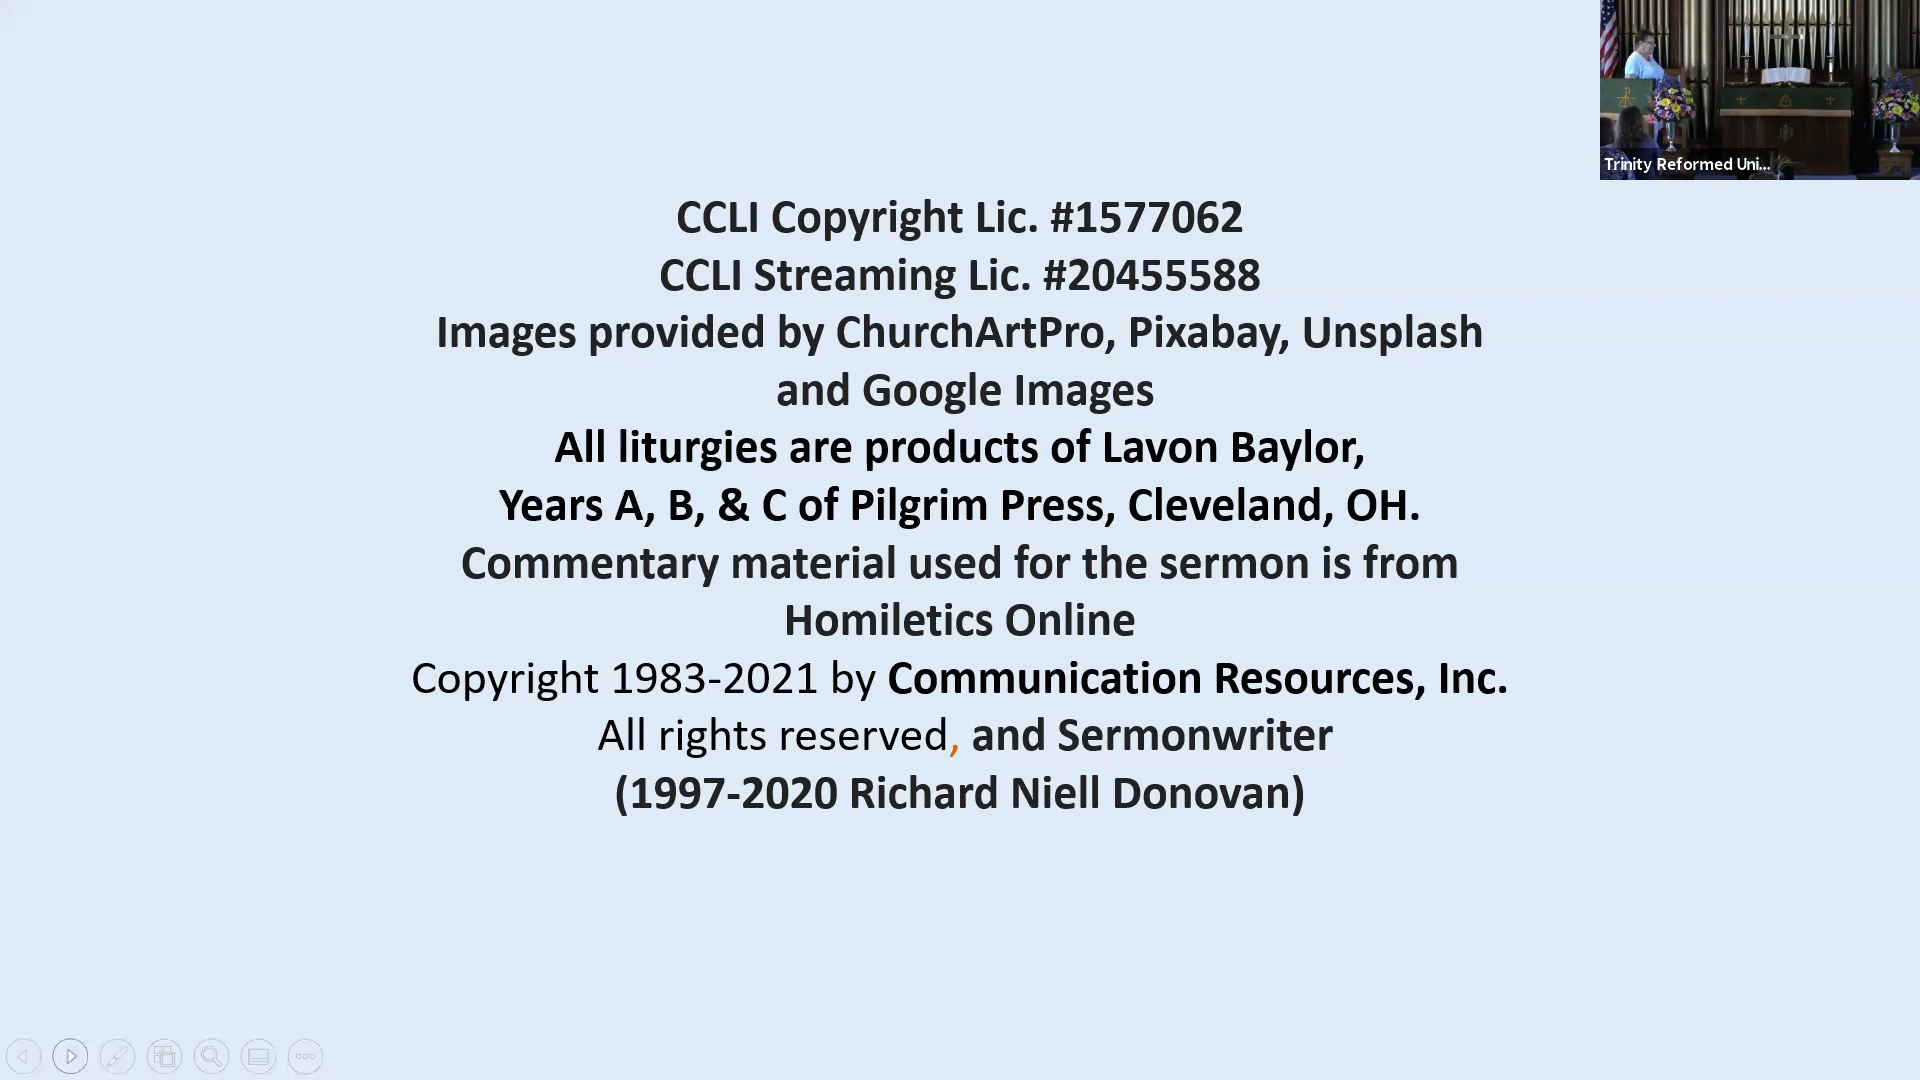 CCLI Copyright Lic. #1577062
CCLI Streaming Lic. #20455588
Images provided by ChurchArtPro, Pixabay, Unsplash
and Google Images
All liturgies are products of Lavon Baylor,
Years A, B, & C of Pilgrim Press, Cleveland, OH.
Commentary material used for the sermon is from
Homiletics Online
Copyright 1983-2021 by Communication Resources, Inc.
All rights reserved, and Sermonwriter
(1997-2020 Richard Niell Donovan)
Trinity Reformed Uni...